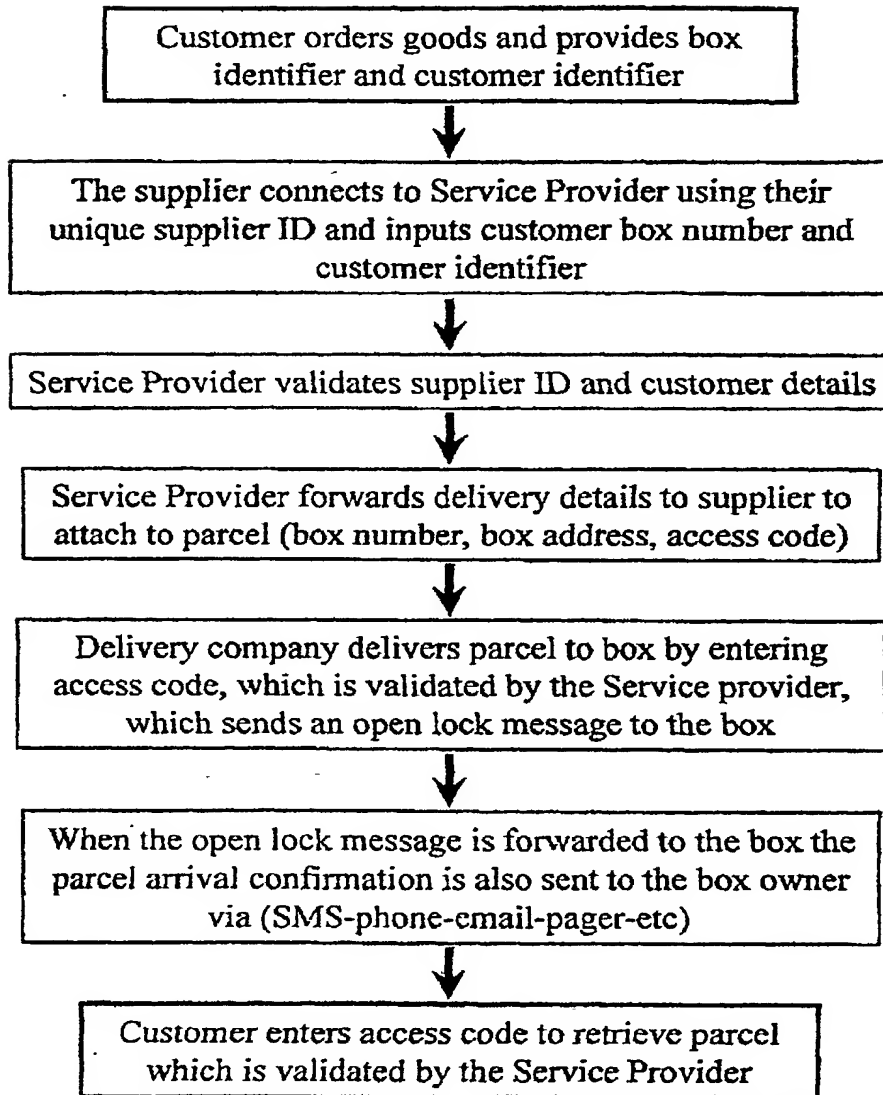 Customer orders goods and provides box
identifier and customer identifier
The supplier connects to Service Provider using their
unique supplier ID and inputs customer box number and
customer identifier
Service Provider validates supplier ID and customer details
Service Provider forwards delivery details to supplier to
attach to parcel (box number, box address, access code)
Delivery company delivers parcel to box by entering
access code, which is validated by the Service provider,
which sends an open lock message to the box
When the open lock message is forwarded to the box the
parcel arrival confirmation is also sent to the box owner
via (SMS-phone-email-pager-etc)
Customer enters access code to retrieve parcel
which is validated by the Service Provider